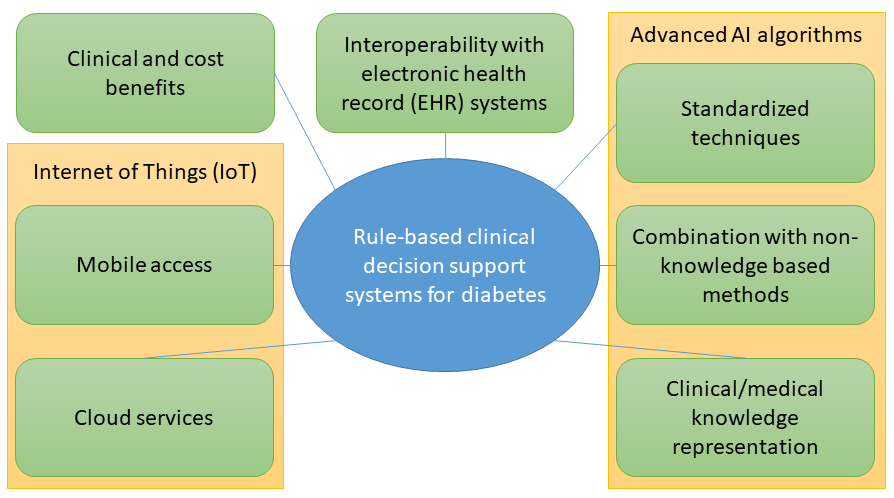 Clinical and cost
benefits
Interoperability with
electronic health
record (EHR) systems
Advanced AI algorithms
Standardized
techniques
Internet of Things (IoT)
Mobile access
Rule-based clinical
decision support
systems for diabetes
Combination with non-
knowledge based
methods
Cloud services
Clinical/medical
knowledge
representation